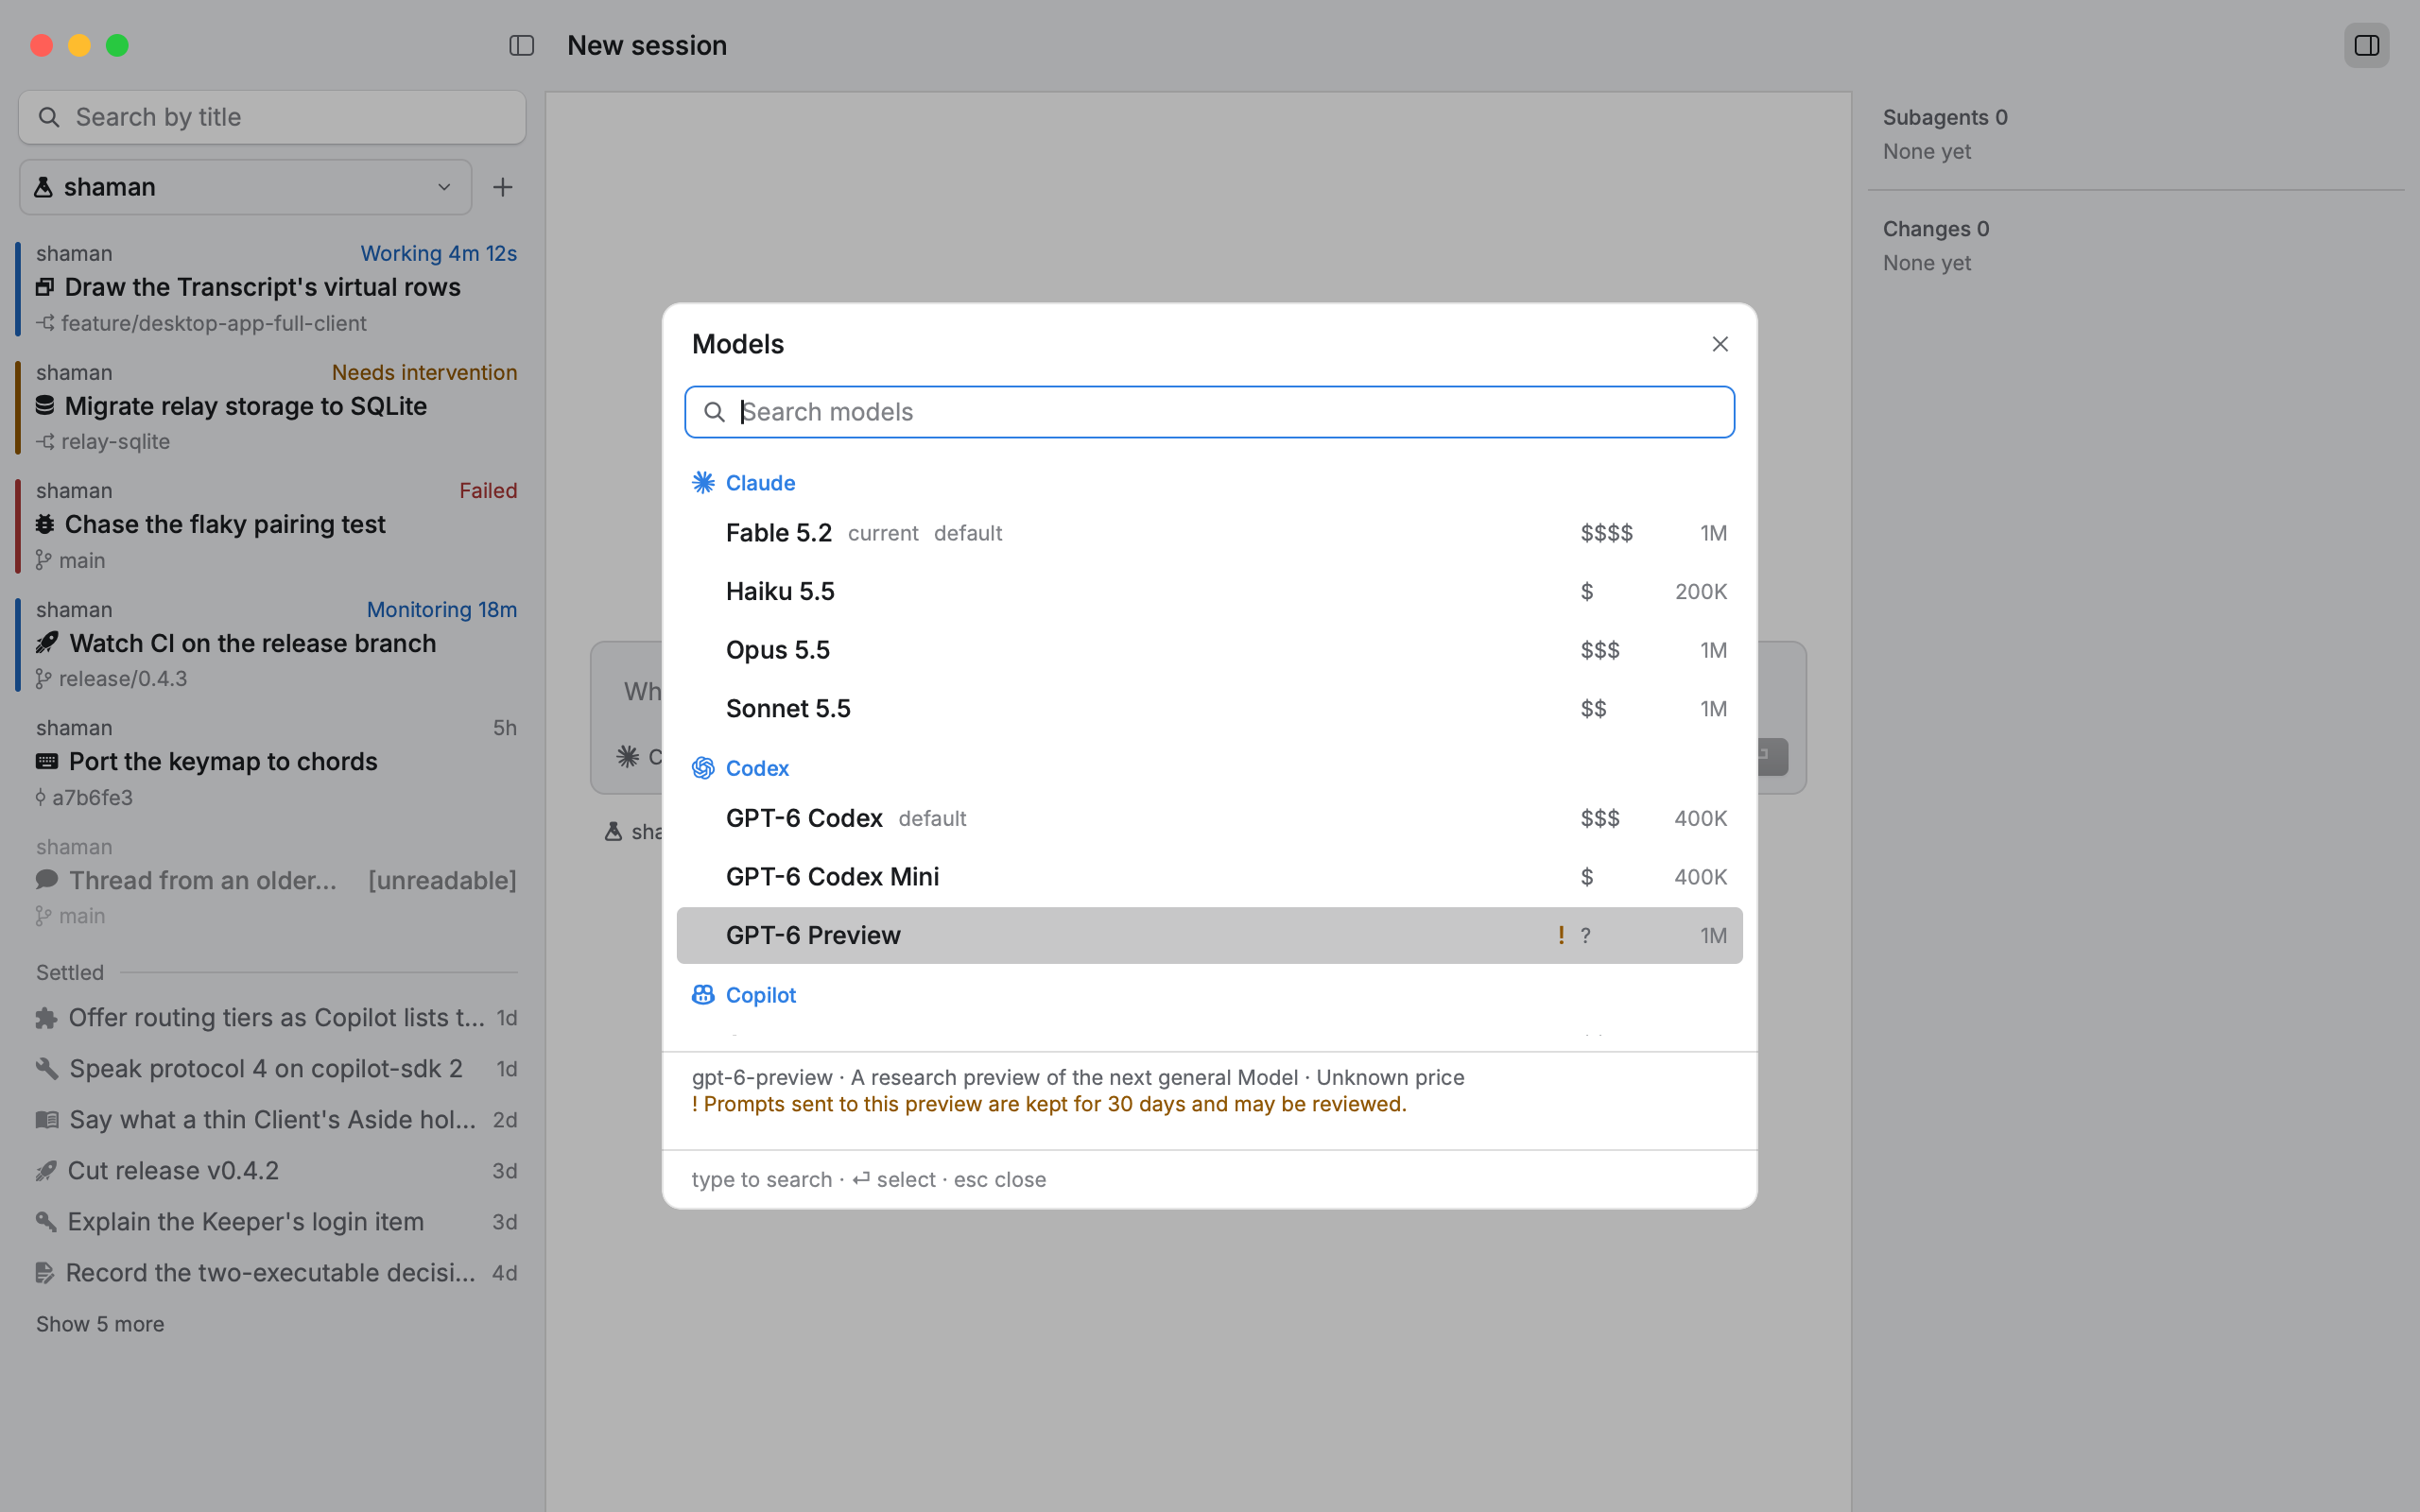 New session
Search by title
shaman
shaman Working 4m 12s
Draw the Transcript's virtual rows
feature/desktop-app-full-client
shaman Needs intervention
Migrate relay storage to SQLite
relay-sqlite
shaman Failed
Chase the flaky pairing test
main
shaman Monitoring 18m
Watch CI on the release branch
release/0.4.3
shaman 5h
Port the keymap to chords
a7b6fe3
shaman
Thread from an older... [unreadable]
main
Settled
Offer routing tiers as Copilot lists t... 1d
Speak protocol 4 on copilot-sdk 2 1d
Say what a thin Client's Aside hol... 2d
Cut release v0.4.2 3d
Explain the Keeper's login item 3d
Record the two-executable decisi... 4d
Show 5 more
Wh
C
sha
Models
Search models
Claude
Fable 5.2 current default $$$$ 1M
Haiku 5.5 $ 200K
Opus 5.5 $$$ 1M
Sonnet 5.5 $$ 1M
Codex
GPT-6 Codex default $$$ 400K
GPT-6 Codex Mini $ 400K
GPT-6 Preview ! ? 1M
Copilot
gpt-6-preview · A research preview of the next general Model · Unknown price
! Prompts sent to this preview are kept for 30 days and may be reviewed.
type to search · ⏎ select · esc close
Subagents 0
None yet
Changes 0
None yet